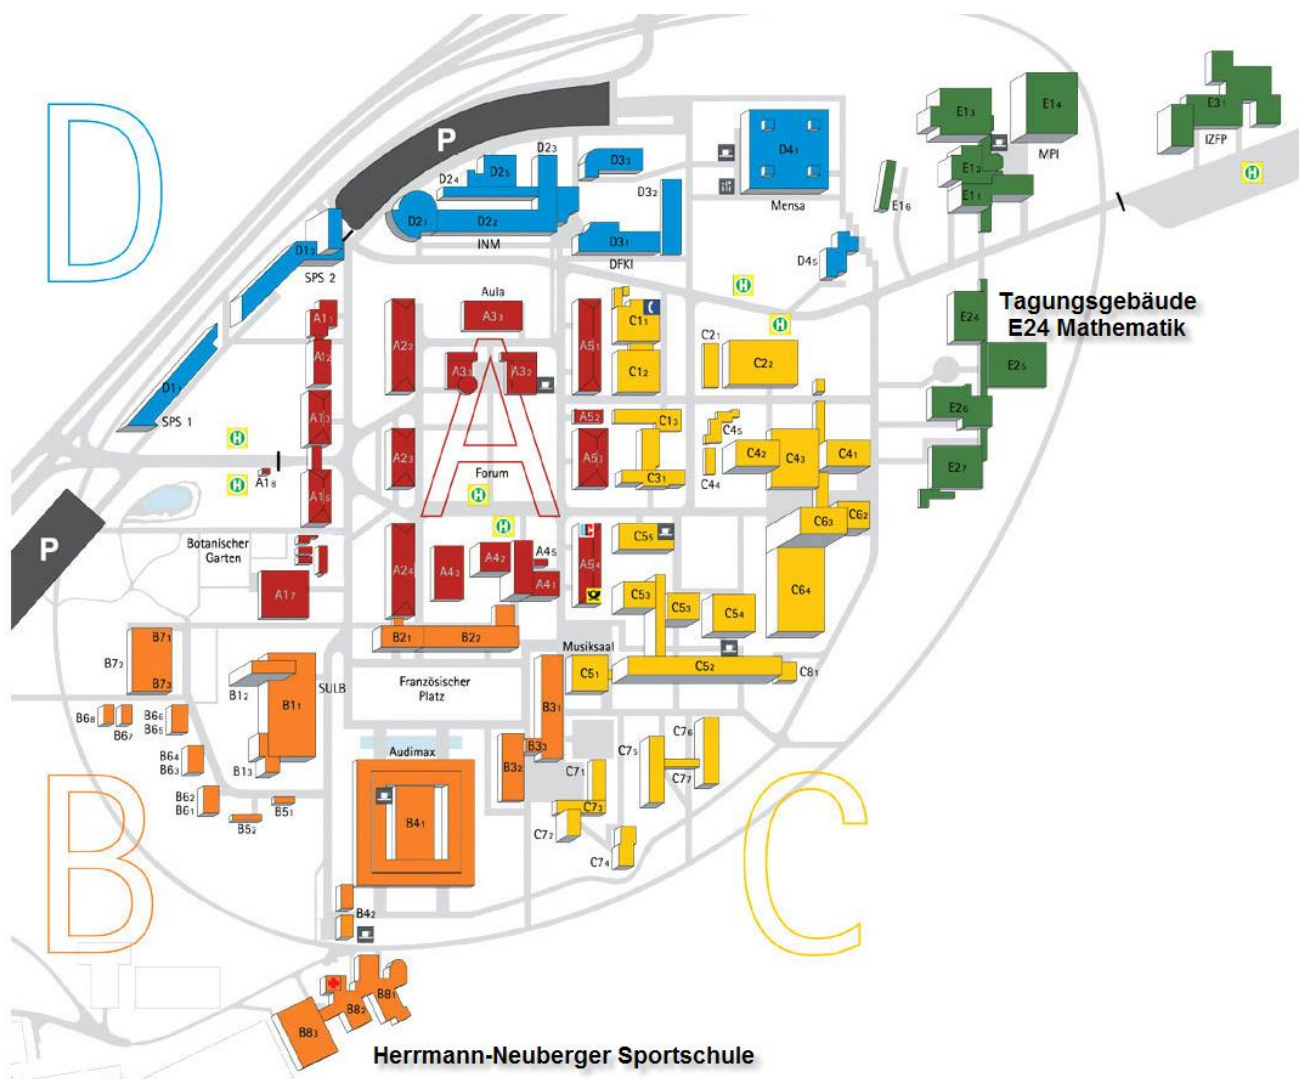 D
P
D2₃
D2₄
D2₅
D3₃
D3₂
D4₁
D2₁
D2₂
D3₁
INM
DFKI
Mensa
D4₅
E1₃
E1₄
MPI
E1₂
E1₁
E1₆
E3₁
IZFP
H
D1₂
SPS 2
D1₁
SPS 1
H
H
Aula
A1₁
A2₂
A3₃
A5₁
C1₁
A1₂
A3₁
A3₂
C1₂
C2₁
C2₂
E2₄
Tagungsgebäude
E24 Mathematik
E2₅
E2₆
E2₇
A
A1₃
A2₃
A5₂
A5₃
C1₃
C3₁
C4₅
C4₂
C4₃
C4₁
C4₄
Forum
H
H
A1₈
H
H
A1₅
P
Botanischer
Garten
A1₇
A2₄
A4₃
A4₂
A4₅
A4₁
A5₄
C5₅
C6₃
C6₂
C6₄
C5₃
C5₃
C5₄
B7₁
B7₂
B7₃
B2₁
B2₂
Musiksaal
C5₁
C5₂
C8₁
B1₂
B1₁
SULB
Französischer
Platz
B3₁
B6₈
B6₇
B6₆
B6₅
B6₄
B6₃
B1₃
Audimax
B3₃
B3₂
C7₁
C7₅
C7₆
C7₇
B6₂
B6₁
B5₁
B5₂
B4₁
C7₃
C7₂
C7₄
B
C
B4₂
B8₁
B8₂
B8₃
Herrmann-Neuberger Sportschule